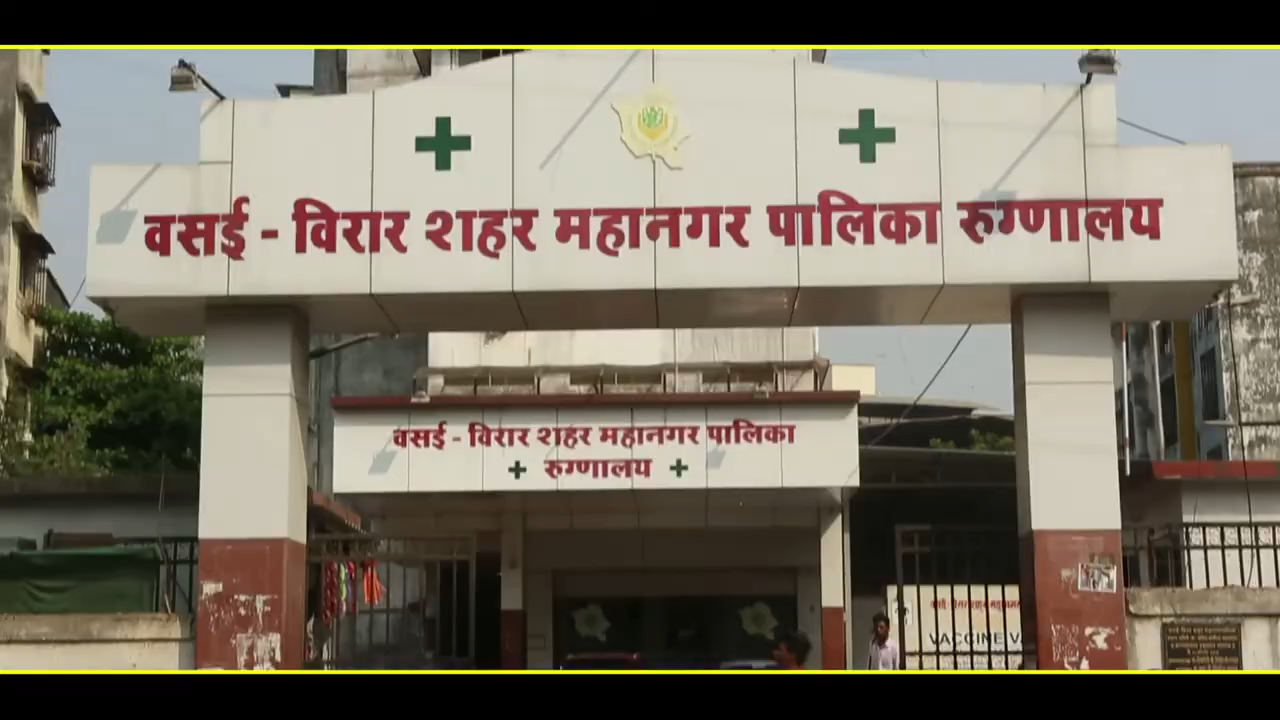 वसई - विरार शहर महानगर पालिका रुग्णालय
वसई - विरार शहर महानगर पालिका
रुग्णालय
VACCINE